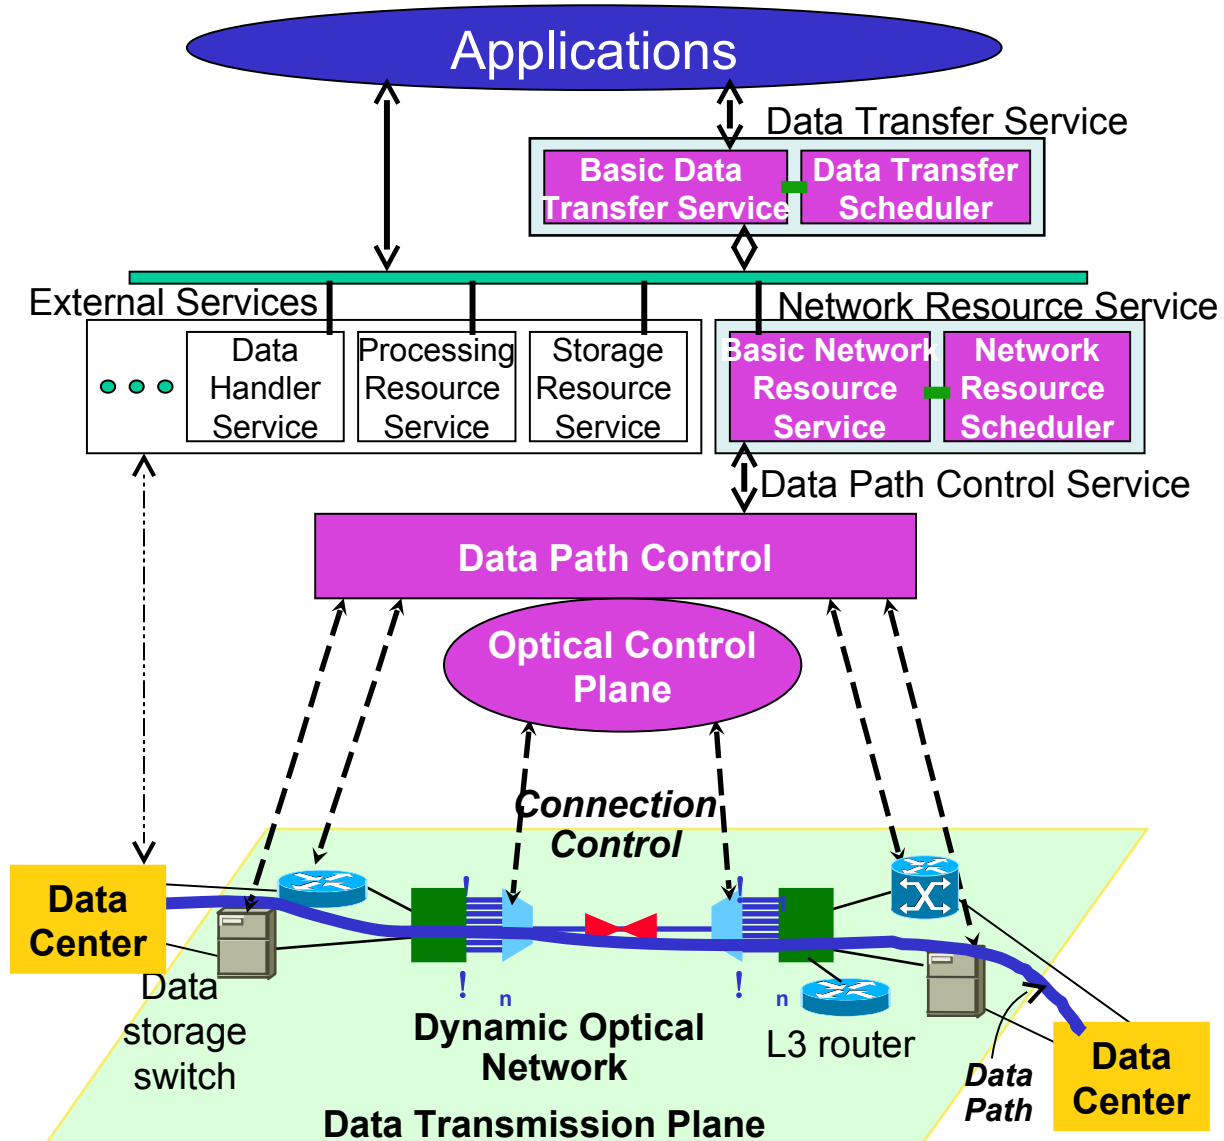 Applications
Data Transfer Service
Basic Data
Transfer Service
Data Transfer
Scheduler
External Services
Network Resource Service
Data
Handler
Service
Processing
Resource
Service
Storage
Resource
Service
Basic Network
Resource
Service
Network
Resource
Scheduler
Data Path Control Service
Data Path Control
Optical Control
Plane
Connection
Control
Data
Center
!
!
!
n
!
n
Data
storage
switch
Dynamic Optical
Network
L3 router
Data
Path
Data
Center
Data Transmission Plane